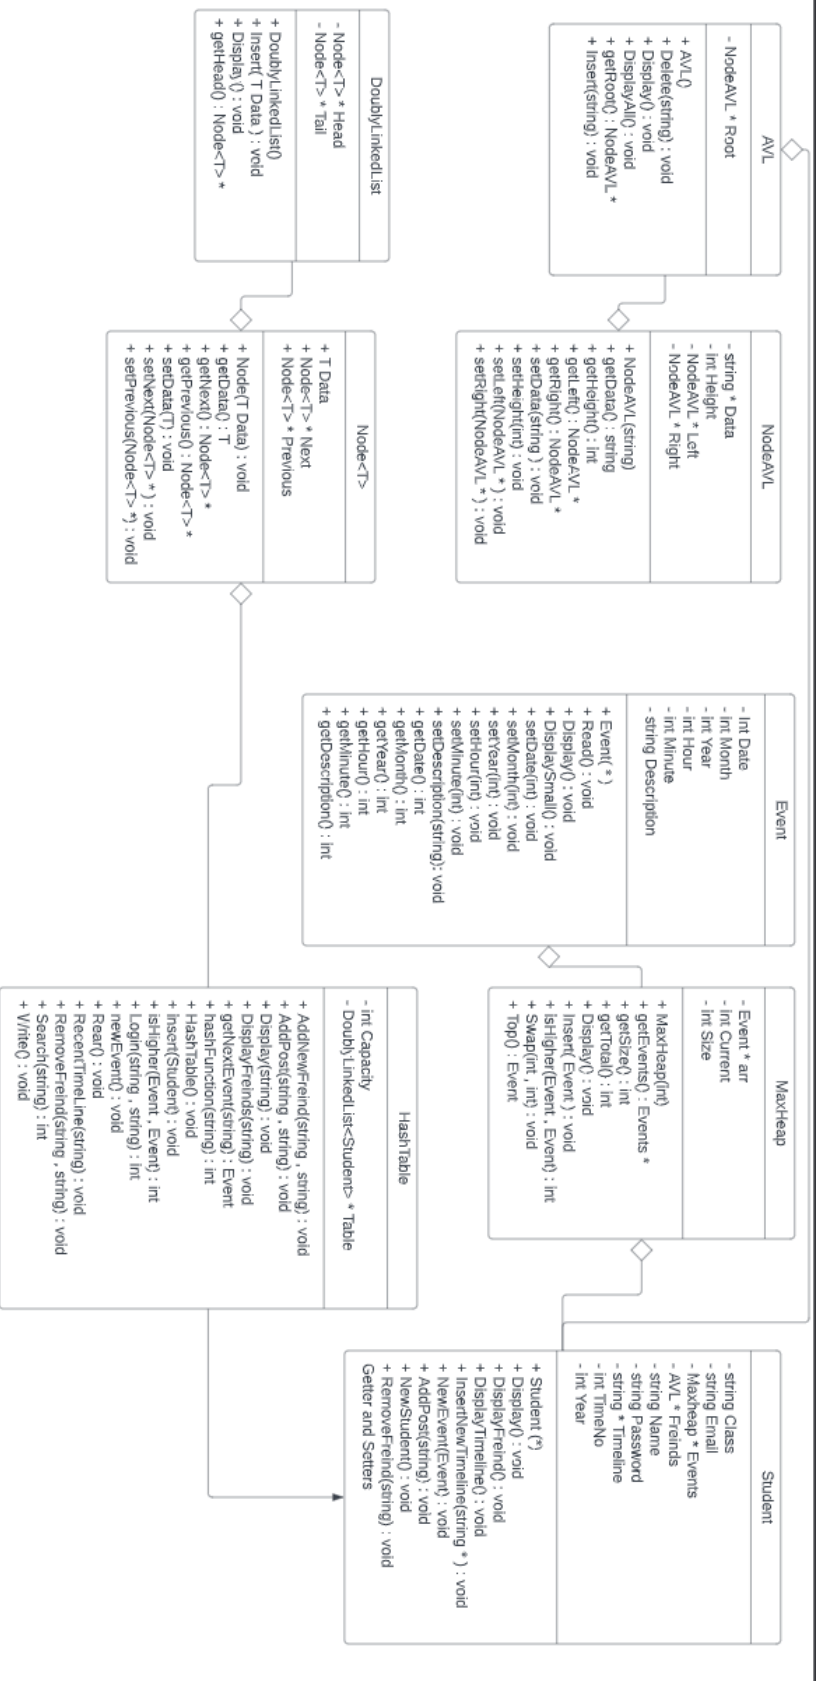 AVL
- NodeAVL * Root
+ AVL()
+ Delete(string) : void
+ Display() : void
+ DisplayAll() : void
+ getRoot() : NodeAVL *
+ Insert(string) : void
NodeAVL
- string * Data
- int Height
- NodeAVL * Left
- NodeAVL * Right
+ NodeAVL(string)
+ getData() : string
+ getHeight() : int
+ getLeft() : NodeAVL *
+ getRight() : NodeAVL *
+ setData(string ) : void
+ setHeight(int) : void
+ setLeft(NodeAVL * ) : void
+ setRight(NodeAVL * ) : void
Event
- Int Date
- int Month
- int Year
- int Hour
- int Minute
- string Description
+ Event( * )
+ Read() : void
+ Display() : void
+ DisplaySmall() : void
+ setDate(int) : void
+ setMonth(int) : void
+ setYear(int) : void
+ setHour(int) : void
+ setMinute(int) : void
+ setDescription(string): void
+ getDate() : int
+ getMonth() : int
+ getYear() : int
+ getHour() : int
+ getMinute() : int
+ getDescription() : int
MaxHeap
- Event * arr
- int Current
- int Size
+ MaxHeap(int)
+ getEvents() : Events *
+ getSize() : int
+ getTotal() : int
+ Display() : void
+ Insert( Event ) : void
+ isHigher(Event , Event) : int
+ Swap(int , int) : void
+ Top() : Event
Student
- string Class
- string Email
- Maxheap * Events
- AVL * Freinds
- string Name
- string Password
- string * Timeline
- int TimeNo
- int Year
+ Student (*)
+ Display() : void
+ DisplayFreind() : void
+ DisplayTimeline() : void
+ InsertNewTimeline(string * ) : void
+ NewEvent(Event) : void
+ AddPost(string) : void
+ NewStudent() : void
+ RemoveFreind(string) : void
Getter and Setters
DoublyLinkedList
- Node<T> * Head
- Node<T> * Tail
+ DoublyLinkedList()
+ Insert( T Data ) : void
+ Display() : void
+ getHead() : Node<T> *
Node<T>
+ T Data
+ Node<T> * Next
+ Node<T> * Previous
+ Node(T Data) : void
+ getData() : T
+ getNext() : Node<T> *
+ getPrevious() : Node<T> *
+ setData(T) : void
+ setNext(Node<T> * ) : void
+ setPrevious(Node<T> *) : void
HashTable
- int Capacity
- DoublyLinkedList<Student> * Table
+ AddNewFreind(string , string) : void
+ AddPost(string , string) : void
+ Display(string) : void
+ DisplayFreinds(string) : void
+ getNextEvent(string) : Event
+ hashFunction(string) : int
+ HashTable() : void
+ insert(Student) : void
+ isHigher(Event , Event) : int
+ Login(string , string) : int
+ newEvent() : void
+ Rear() : void
+ RecenTimeLine(string) : void
+ RemoveFreind(string , string) : void
+ Search(string) : int
+ Write() : void